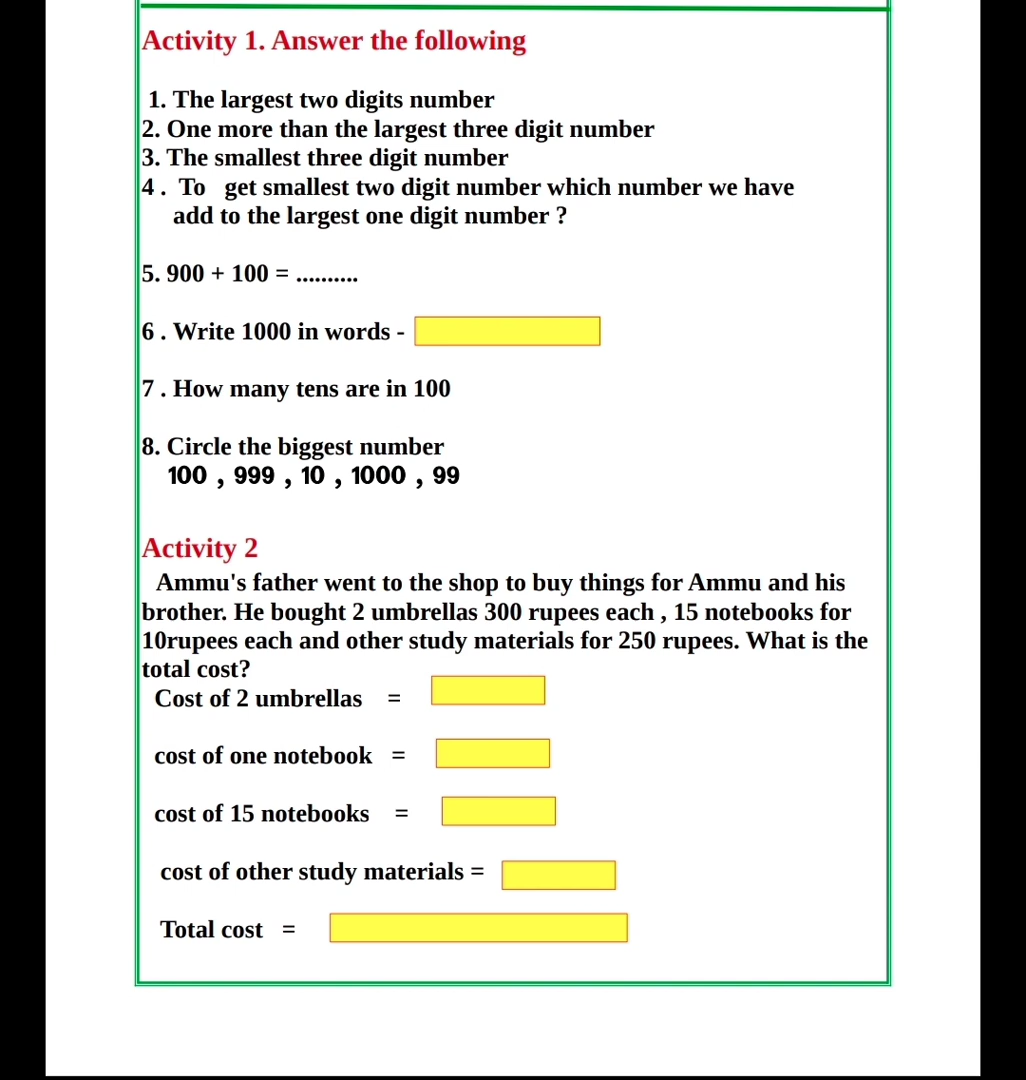 Activity 1. Answer the following
1. The largest two digits number
2. One more than the largest three digit number
3. The smallest three digit number
4 . To get smallest two digit number which number we have
add to the largest one digit number ?
5. 900 + 100 = ..........
6 . Write 1000 in words -
7 . How many tens are in 100
8. Circle the biggest number
100 , 999 , 10 , 1000 , 99
Activity 2
Ammu's father went to the shop to buy things for Ammu and his
brother. He bought 2 umbrellas 300 rupees each , 15 notebooks for
10rupees each and other study materials for 250 rupees. What is the
total cost?
Cost of 2 umbrellas =
cost of one notebook =
cost of 15 notebooks =
cost of other study materials =
Total cost =